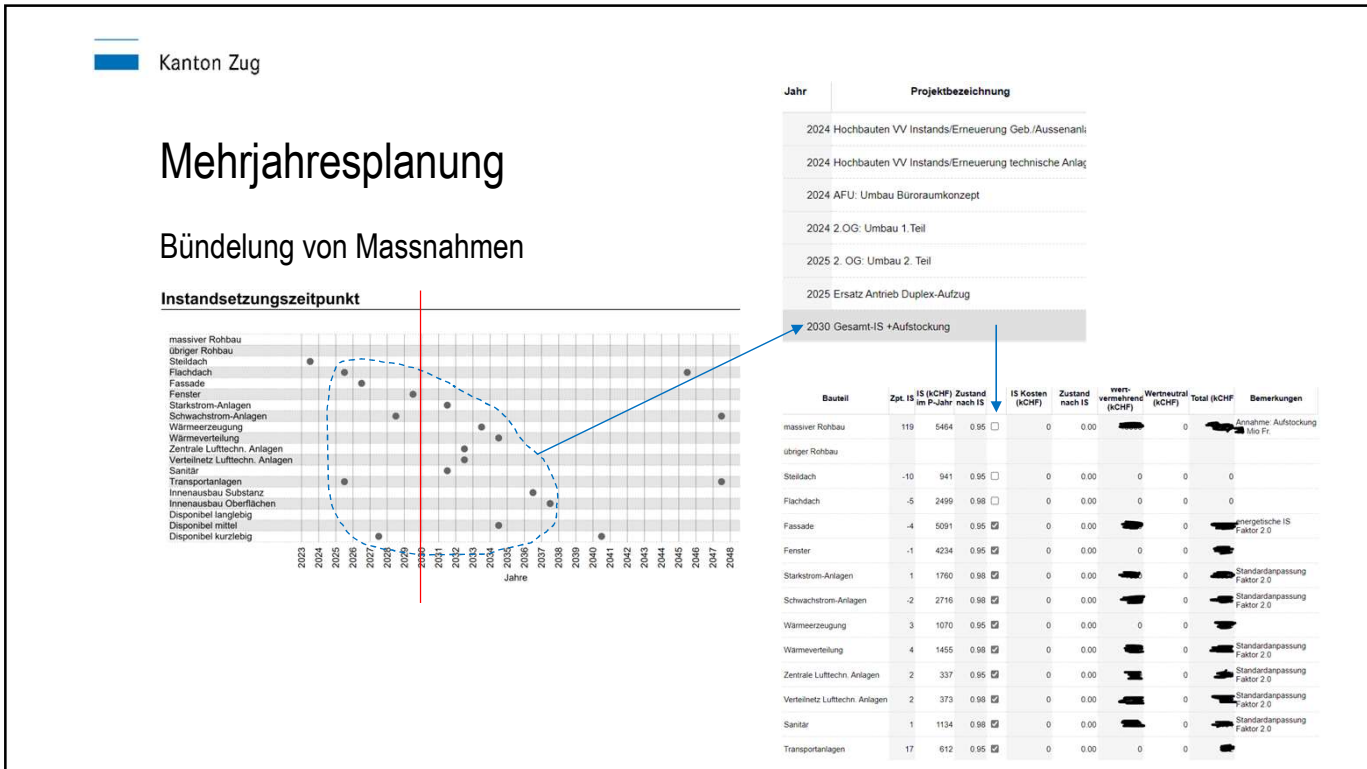 Kanton Zug
Mehrjahresplanung
Bündelung von Massnahmen
Instandsetzungszeitpunkt
massiver Rohbau
übriger Rohbau
Steildach
Flachdach
Fassade
Fenster
Starkstrom-Anlagen
Schwachstrom-Anlagen
Wärmeerzeugung
Wärmeverteilung
Zentrale Lufttechn. Anlagen
Verteilnetz Lufttechn. Anlagen
Sanitär
Transportanlagen
Innenausbau Substanz
Innenausbau Oberflächen
Disponibel langlebig
Disponibel mittel
Disponibel kurzlebig
2023 2024 2025 2026 2027 2028 2029 2030 2031 2032 2033 2034 2035 2036 2037 2038 2039 2040 2041 2042 2043 2044 2045 2046 2047 2048
Jahre
Jahr Projektbezeichnung
2024 Hochbauten VV Instands/Erneuerung Geb./Aussenanla
2024 Hochbauten VV Instands/Erneuerung technische Anlag
2024 AFU: Umbau Büroraumkonzept
2024 2.OG: Umbau 1.Teil
2025 2. OG: Umbau 2. Teil
2025 Ersatz Antrieb Duplex-Aufzug
2030 Gesamt-IS +Aufstockung
Bauteil Zpt. IS IS (kCHF) im P-Jahr Zustand nach IS IS Kosten (kCHF) Zustand nach IS Wert-vermehrend (kCHF) Wertneutral (kCHF) Total (kCHF Bemerkungen
massiver Rohbau 119 5464 0.95 0 0.00 0 Annahme: Aufstockung
Mio Fr.
übriger Rohbau
Steildach -10 941 0.95 0 0.00 0 0 0
Flachdach -5 2499 0.98 0 0.00 0 0 0
Fassade -4 5091 0.95 0 0.00 0 energetische IS
Faktor 2.0
Fenster -1 4234 0.95 0 0.00 0 0
Starkstrom-Anlagen 1 1760 0.98 0 0.00 0 Standardanpassung
Faktor 2.0
Schwachstrom-Anlagen -2 2716 0.98 0 0.00 0 Standardanpassung
Faktor 2.0
Wärmeerzeugung 3 1070 0.95 0 0.00 0 0
Wärmeverteilung 4 1455 0.98 0 0.00 0 Standardanpassung
Faktor 2.0
Zentrale Lufttechn. Anlagen 2 337 0.95 0 0.00 0 Standardanpassung
Faktor 2.0
Verteilnetz Lufttechn. Anlagen 2 373 0.98 0 0.00 0 Standardanpassung
Faktor 2.0
Sanitär 1 1134 0.98 0 0.00 0 Standardanpassung
Faktor 2.0
Transportanlagen 17 612 0.95 0 0.00 0 0